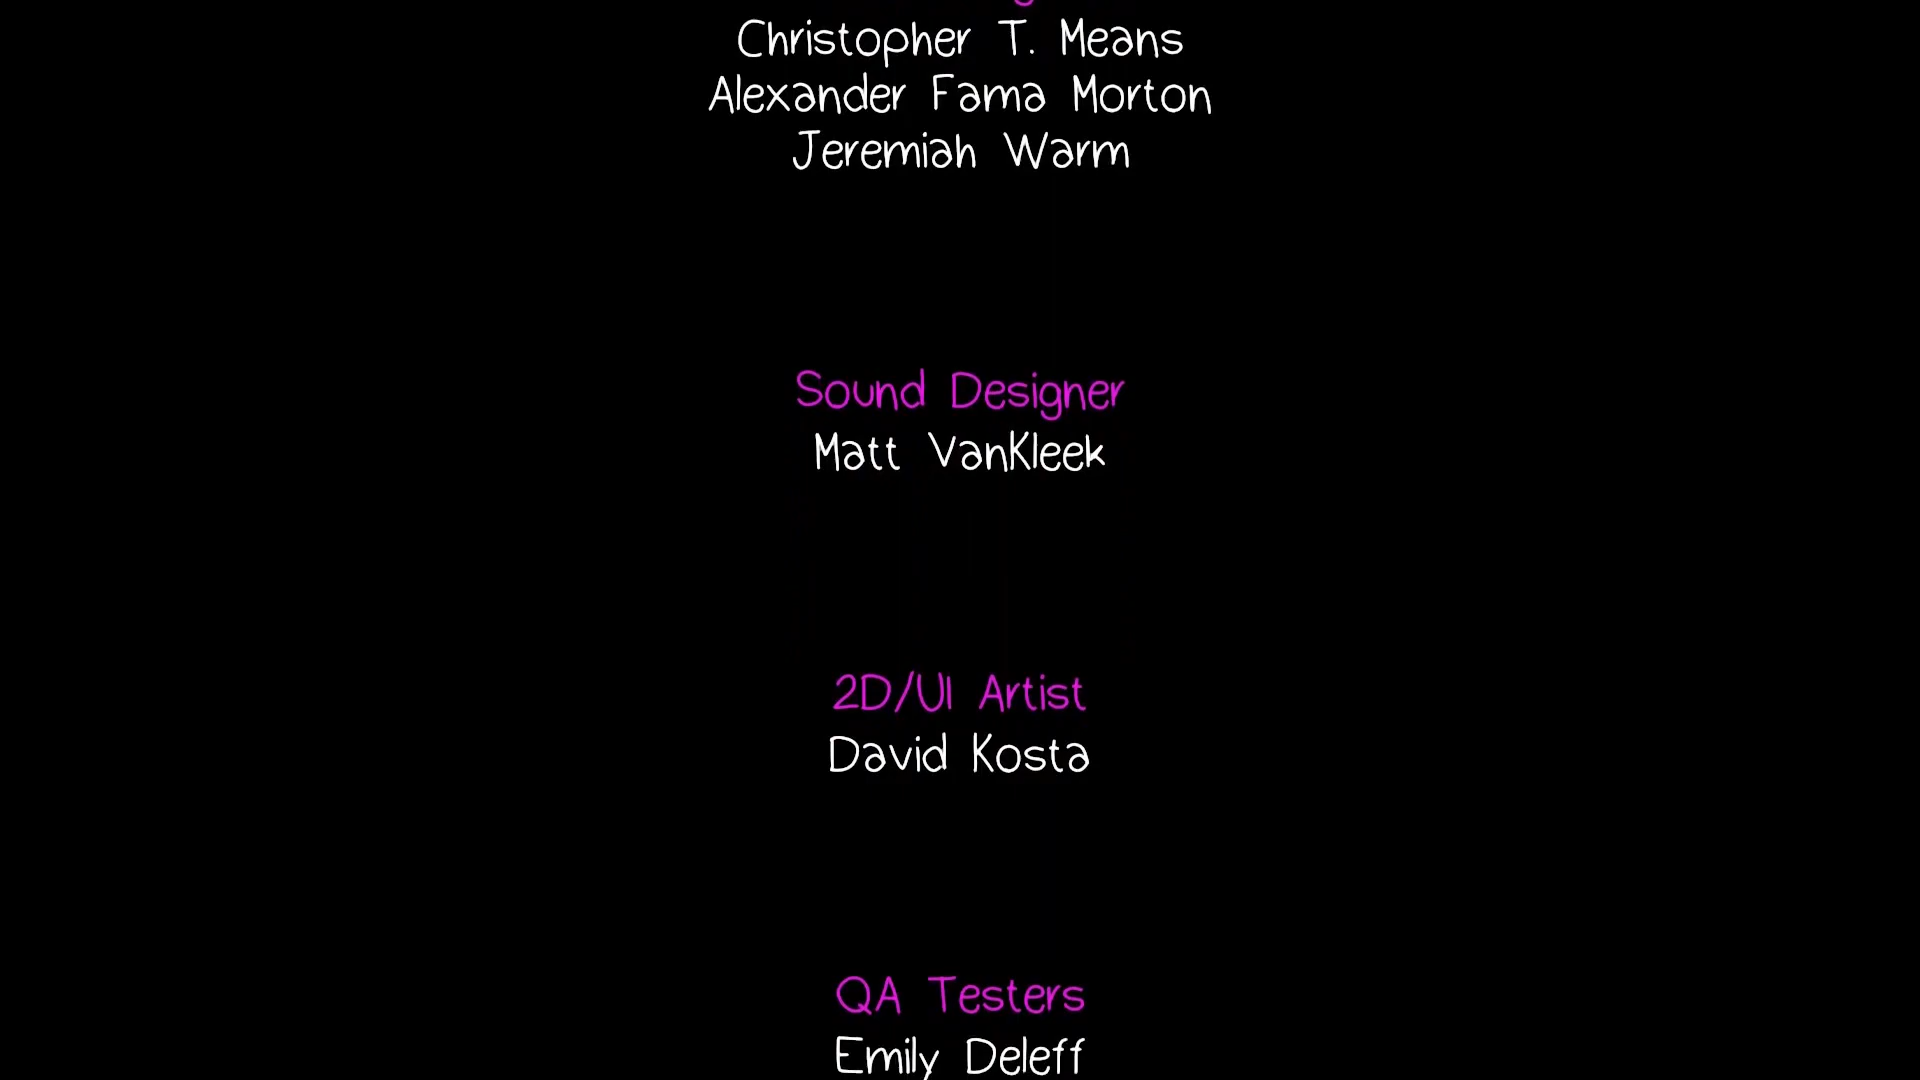 Christopher T. Means
Alexander Fama Morton
Jeremiah Warm
Sound Designer
Matt VanKleek
2D/UI Artist
David Kosta
QA Testers
Emily Deleff